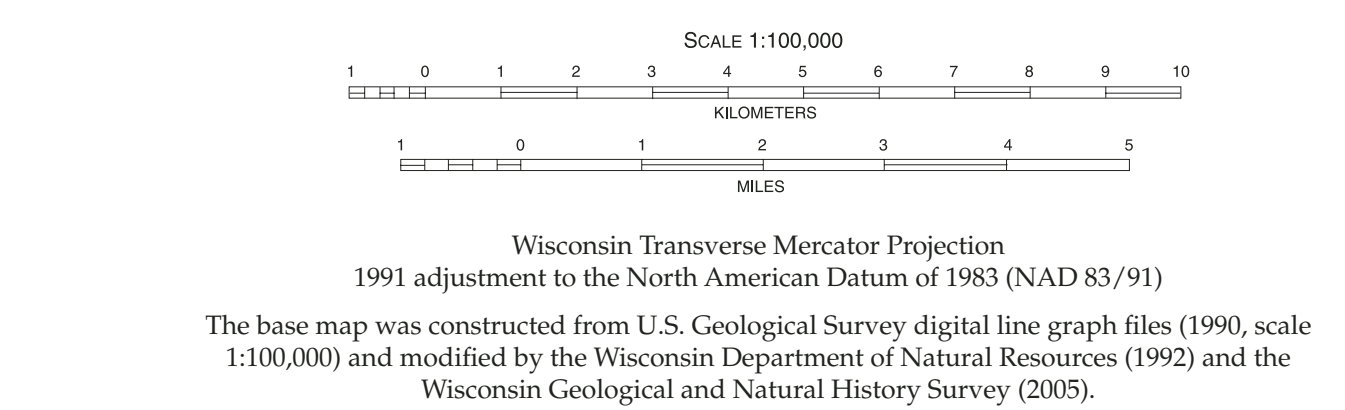 SCALE 1:100,000
1 0 1 2 3 4 5 6 7 8 9 10
KILOMETERS
1 0 1 2 3 4 5
MILES
Wisconsin Transverse Mercator Projection
1991 adjustment to the North American Datum of 1983 (NAD 83/91)
The base map was constructed from U.S. Geological Survey digital line graph files (1990, scale
1:100,000) and modified by the Wisconsin Department of Natural Resources (1992) and the
Wisconsin Geological and Natural History Survey (2005).